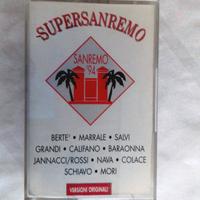 SUPERSANREMO
SANREMO
'94
BERTE' • MARRALE • SALVI
GRANDI • CALIFANO • BARAONNA
JANNACCI/ROSSI • NAVA • COLACE
SCHIAVO • MORI
VERSIONI ORIGINALI